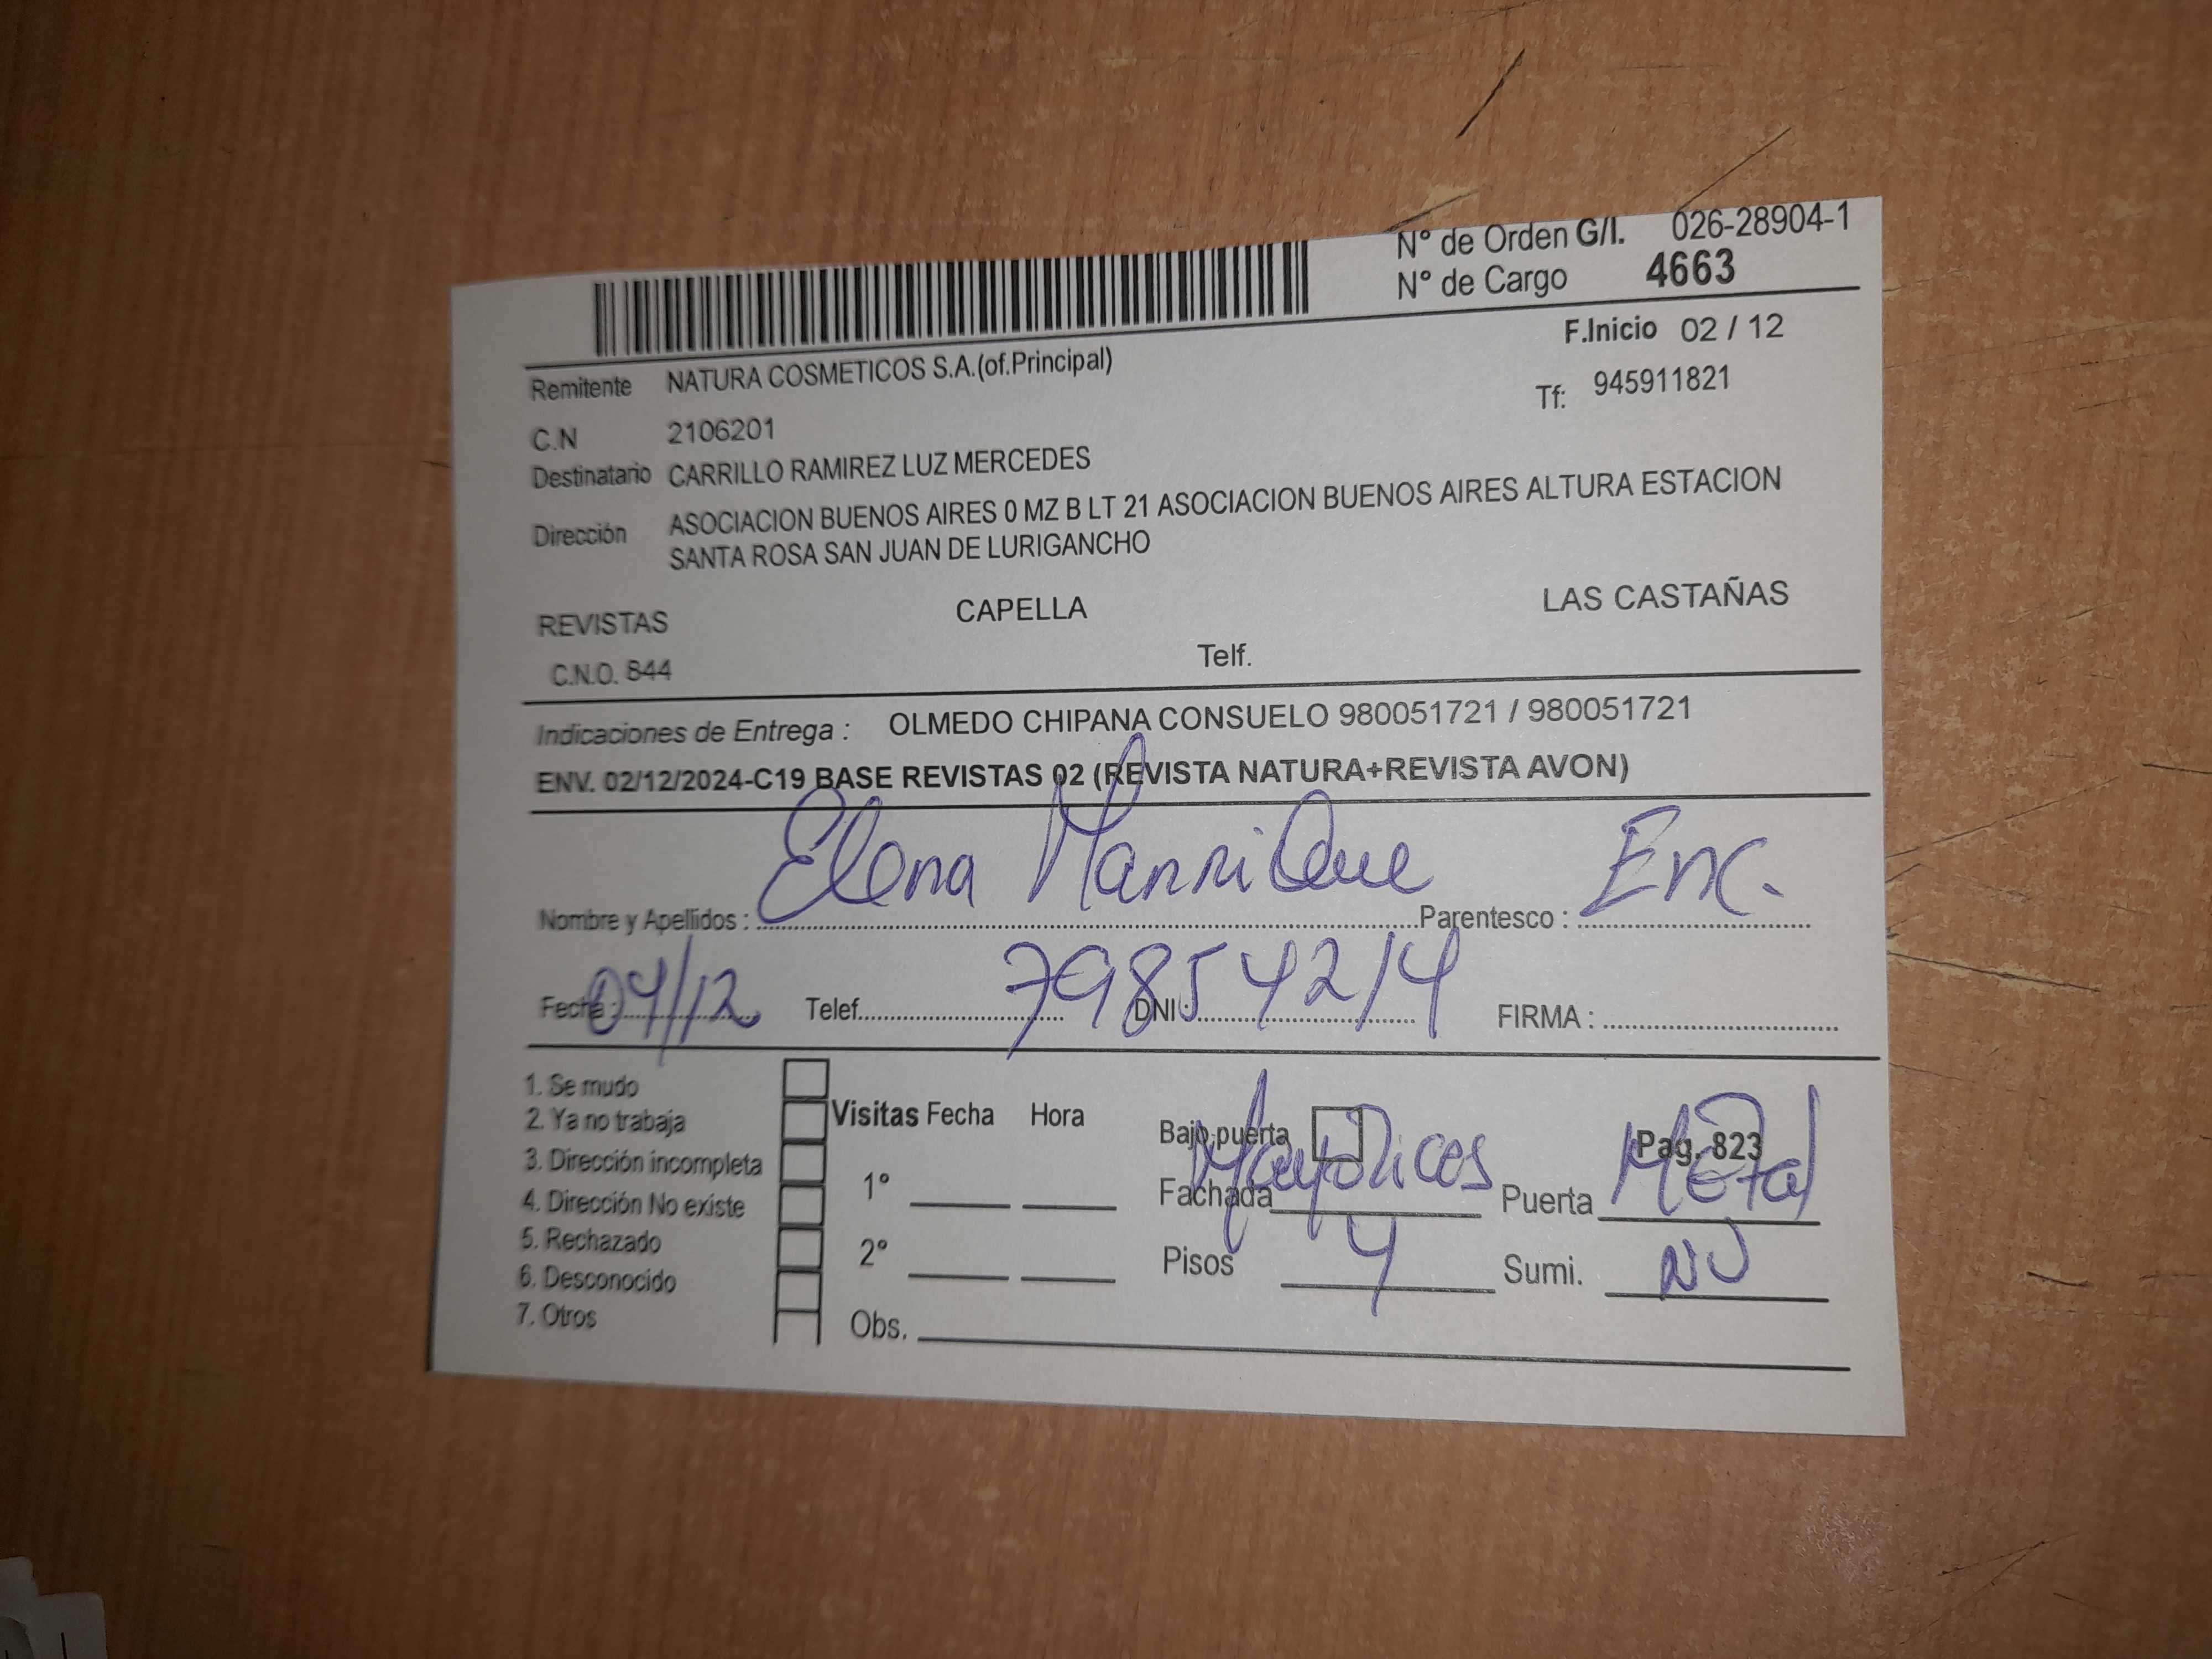 N° de Orden G/I. 026-28904-1
N° de Cargo 4663
F.Inicio 02 / 12
Remitente NATURA COSMETICOS S.A.(of.Principal)
Tf: 945911821
C.N 2106201
Destinatario CARRILLO RAMIREZ LUZ MERCEDES
Dirección ASOCIACION BUENOS AIRES 0 MZ B LT 21 ASOCIACION BUENOS AIRES ALTURA ESTACION
SANTA ROSA SAN JUAN DE LURIGANCHO
REVISTAS CAPELLA LAS CASTAÑAS
C.N.O. 844 Telf.
Indicaciones de Entrega : OLMEDO CHIPANA CONSUELO 980051721 / 980051721
ENV. 02/12/2024-C19 BASE REVISTAS 02 (REVISTA NATURA+REVISTA AVON)
Nombre y Apellidos : Elena Manrique Parentesco : Enc.
Fecha : 04/12 Telef. DNI : 79854214 FIRMA :
1. Se mudo
2. Ya no trabaja
3. Dirección incompleta
4. Dirección No existe
5. Rechazado
6. Desconocido
7. Otros
Visitas Fecha Hora
1°
2°
Obs.
Bajo puerta Pag. 823
Fachada Mayolicas Puerta Metal
Pisos 4 Sumi. NV